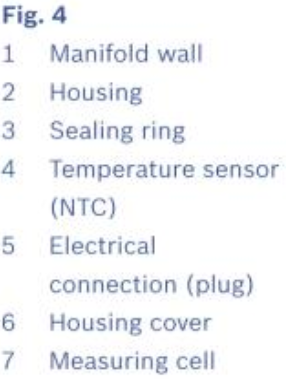 Fig. 4
1 Manifold wall
2 Housing
3 Sealing ring
4 Temperature sensor
(NTC)
5 Electrical
connection (plug)
6 Housing cover
7 Measuring cell